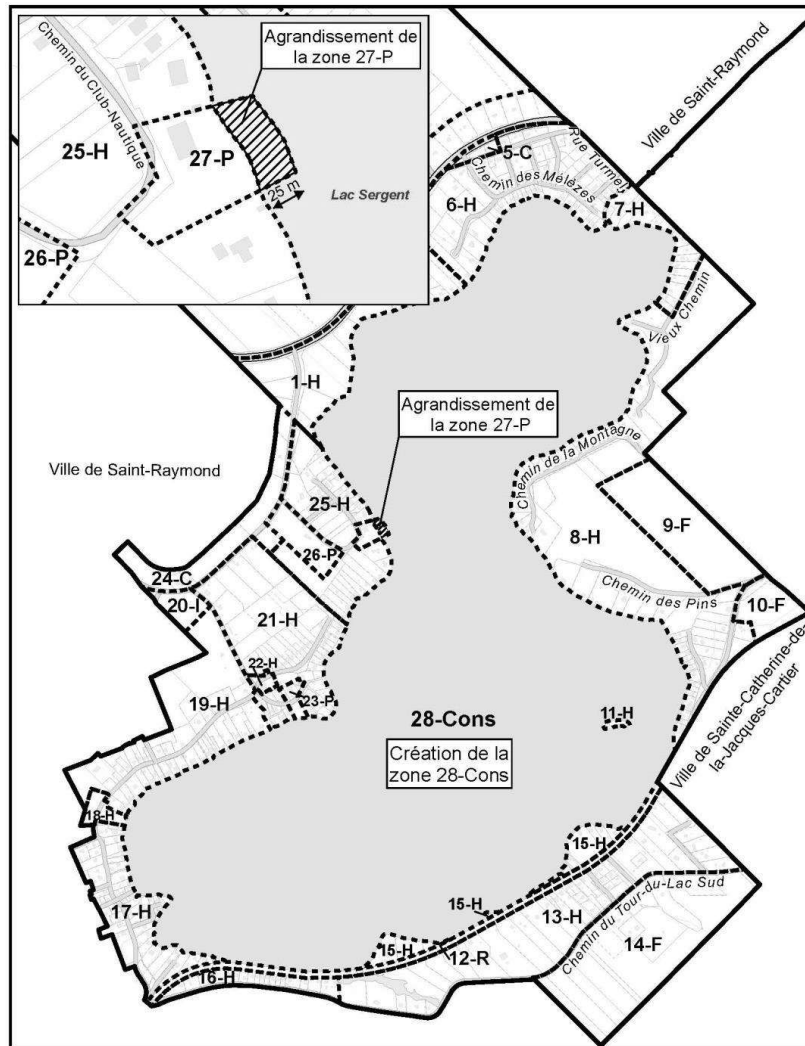 Agrandissement de
la zone 27-P
Chemin du Club-Nautique
25-H
27-P
25 m
Lac Sergent
26-P
Ville de Saint-Raymond
5-C
Rue Turmel
Chemin des Mélèzes
6-H
7-H
Vieux Chemin
1-H
Agrandissement de
la zone 27-P
Ville de Saint-Raymond
Chemin de la Montagne
25-H
26-P
8-H
9-F
24-C
20-I
Chemin des Pins
10-F
21-H
22-H
23-P
19-H
28-Cons
11-H
Création de la
zone 28-Cons
Ville de Sainte-Catherine-de-
la-Jacques-Cartier
18-H
15-H
17-H
15-H
13-H
Chemin du Tour-du-Lac Sud
15-H
12-R
14-F
16-H